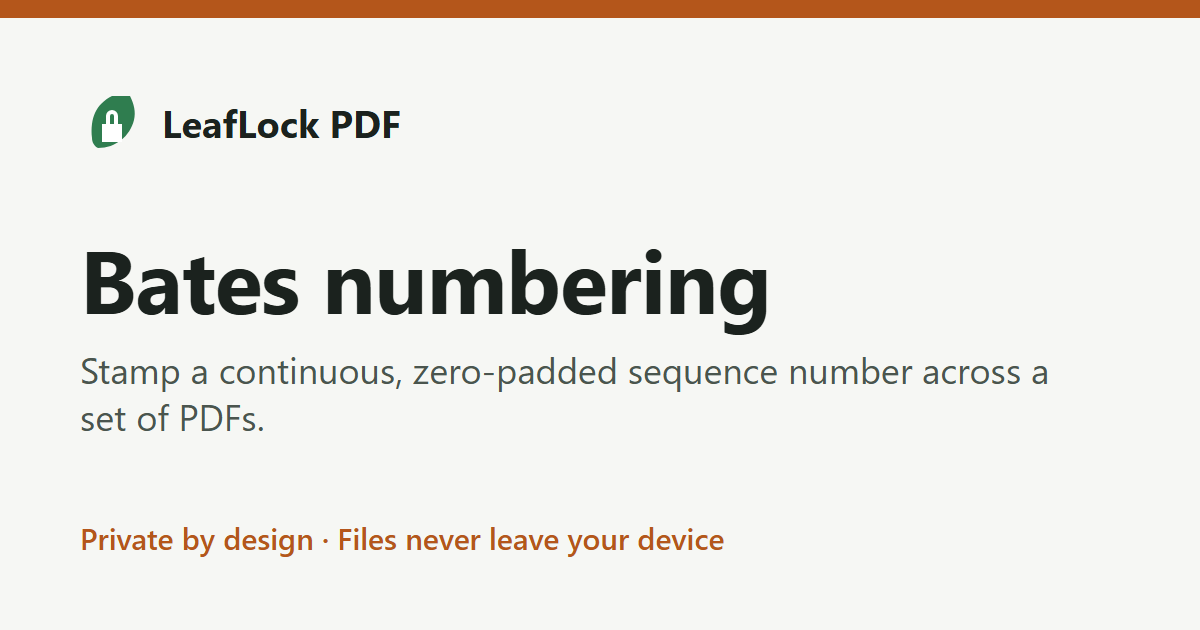 LeafLock PDF
Bates numbering
Stamp a continuous, zero-padded sequence number across a
set of PDFs.
Private by design · Files never leave your device